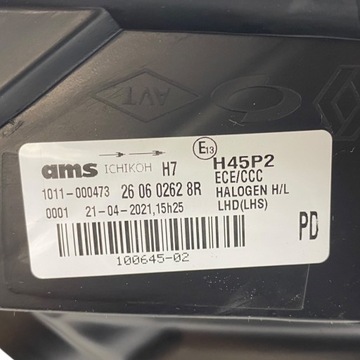 AVT
ams ICHIKOH H7 E13 H45P2
ECE/CCC
1011-000473 26 06 0262 8R HALOGEN H/L
0001 21-04-2021,15h25 LHD(LHS)
PD
100645-02